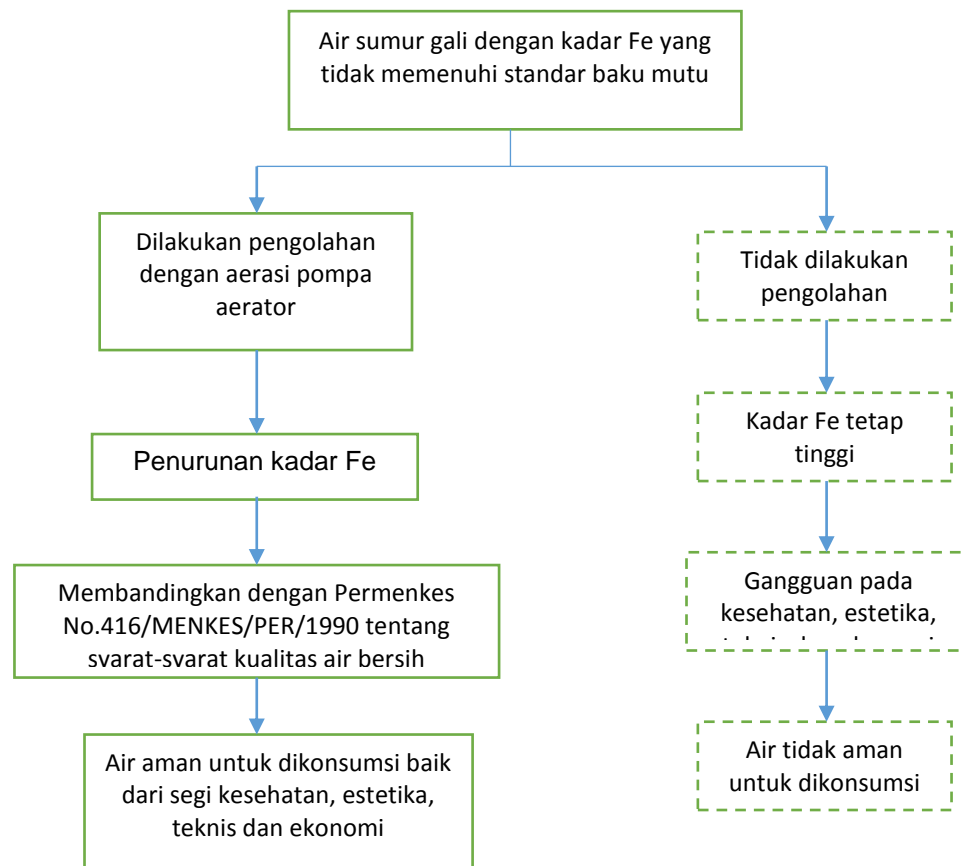 Air sumur gali dengan kadar Fe yang
tidak memenuhi standar baku mutu
Dilakukan pengolahan
dengan aerasi pompa
aerator
Penurunan kadar Fe
Membandingkan dengan Permenkes
No.416/MENKES/PER/1990 tentang
syarat-syarat kualitas air bersih
Air aman untuk dikonsumsi baik
dari segi kesehatan, estetika,
teknis dan ekonomi
Tidak dilakukan
pengolahan
Kadar Fe tetap
tinggi
Gangguan pada
kesehatan, estetika,
Air tidak aman
untuk dikonsumsi